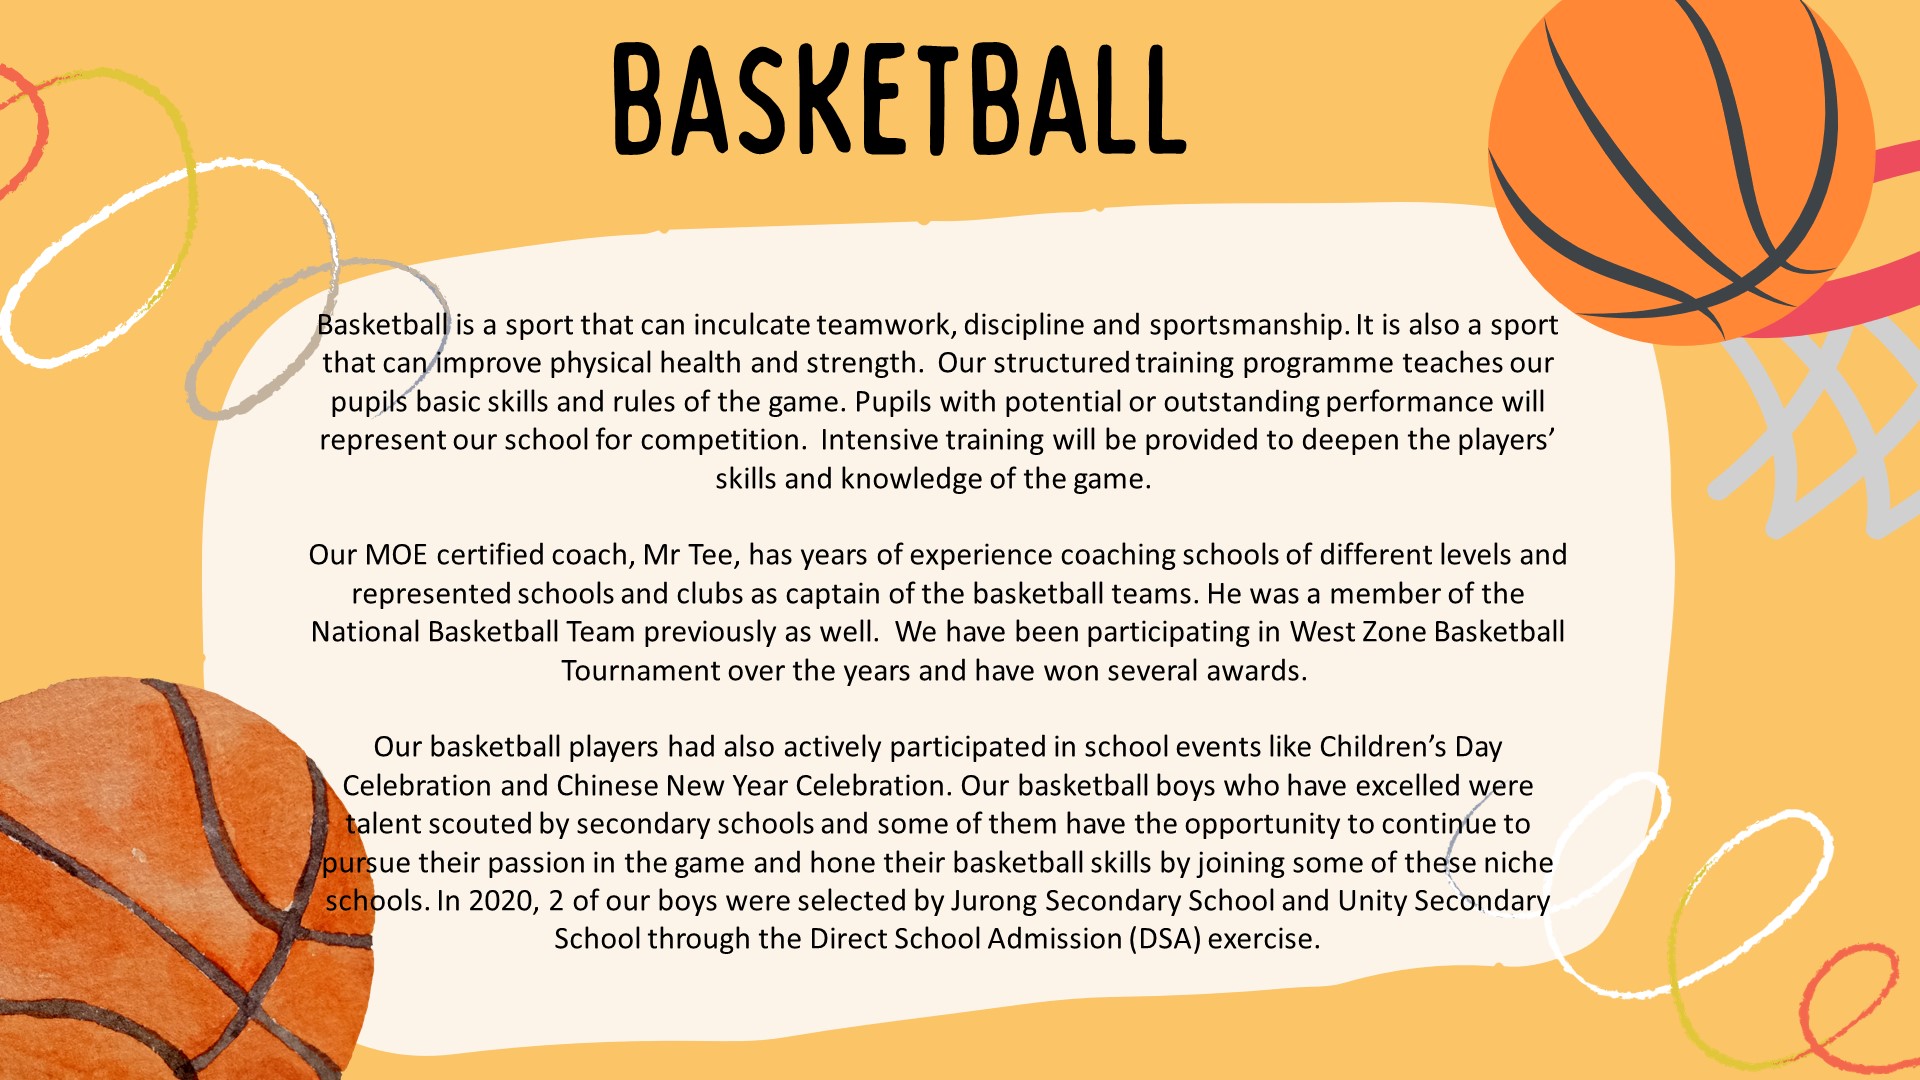 BASKETBALL
Basketball is a sport that can inculcate teamwork, discipline and sportsmanship. It is also a sport
that can improve physical health and strength.  Our structured training programme teaches our
pupils basic skills and rules of the game. Pupils with potential or outstanding performance will
represent our school for competition.  Intensive training will be provided to deepen the players’
skills and knowledge of the game.
Our MOE certified coach, Mr Tee, has years of experience coaching schools of different levels and
represented schools and clubs as captain of the basketball teams. He was a member of the
National Basketball Team previously as well.  We have been participating in West Zone Basketball
Tournament over the years and have won several awards.
Our basketball players had also actively participated in school events like Children’s Day
Celebration and Chinese New Year Celebration. Our basketball boys who have excelled were
talent scouted by secondary schools and some of them have the opportunity to continue to
pursue their passion in the game and hone their basketball skills by joining some of these niche
schools. In 2020, 2 of our boys were selected by Jurong Secondary School and Unity Secondary
School through the Direct School Admission (DSA) exercise.